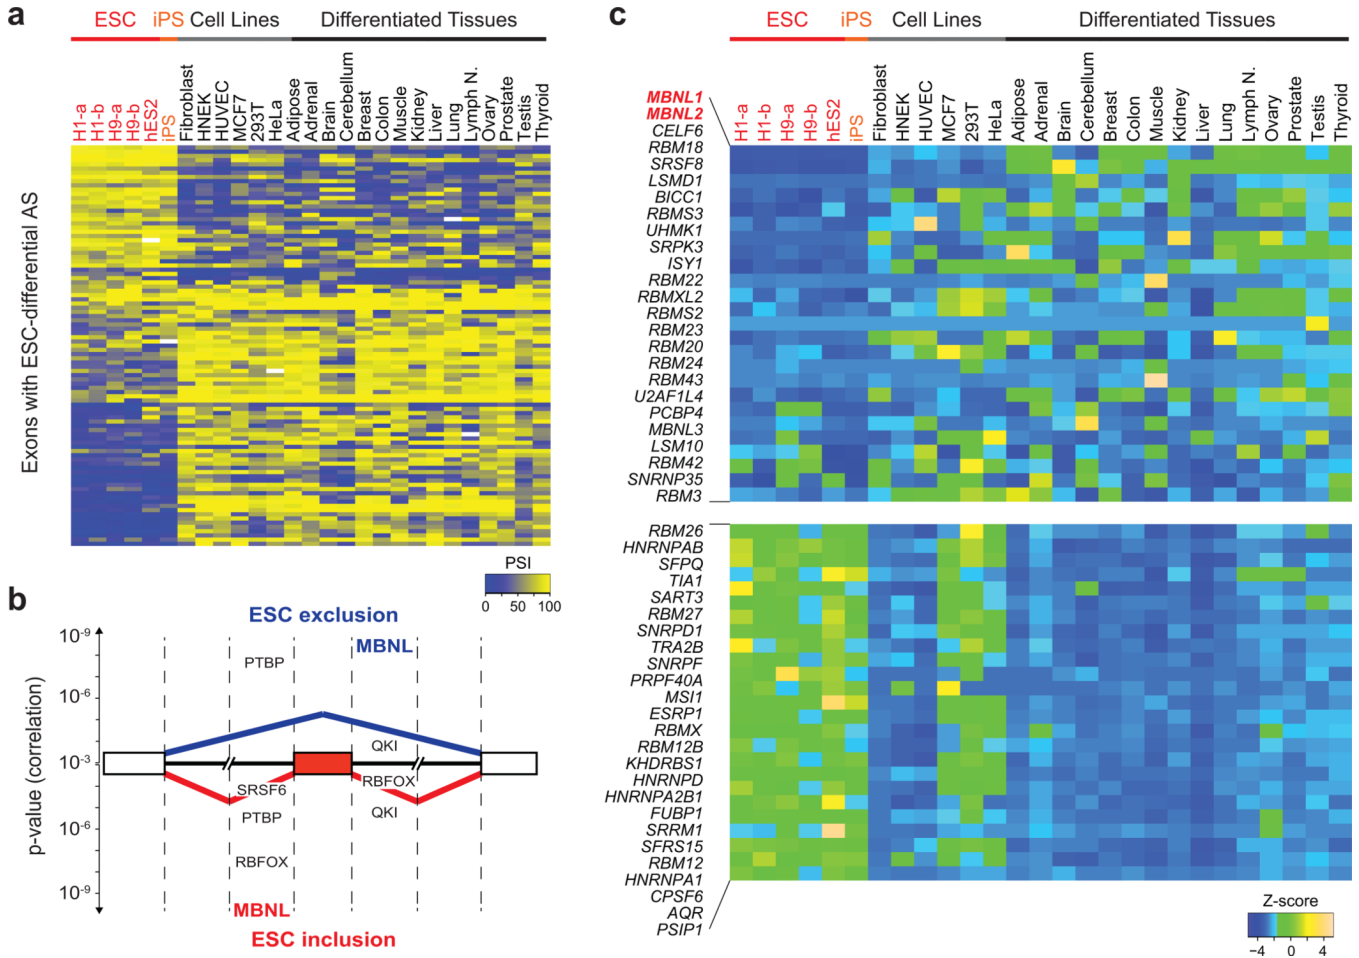 a
ESC
iPS
Cell Lines
Differentiated Tissues
H1-a
H1-b
H9-a
H9-b
hES2
iPS
Fibroblast
HNEK
HUVEC
MCF7
293T
HeLa
Adipose
Adrenal
Brain
Cerebellum
Breast
Colon
Muscle
Kidney
Liver
Lung
Lymph N.
Ovary
Prostate
Testis
Thyroid
Exons with ESC-differential AS
PSI
0 50 100
b
ESC exclusion
MBNL
PTBP
QKI
SRSF6
RBFOX
PTBP
QKI
RBFOX
MBNL
ESC inclusion
p-value (correlation)
10-9
10-6
10-3
10-6
10-9
c
ESC
iPS
Cell Lines
Differentiated Tissues
H1-a
H1-b
H9-a
H9-b
hES2
iPS
Fibroblast
HNEK
HUVEC
MCF7
293T
HeLa
Adipose
Adrenal
Brain
Cerebellum
Breast
Colon
Muscle
Kidney
Liver
Lung
Lymph N.
Ovary
Prostate
Testis
Thyroid
MBNL1
MBNL2
CELF6
RBM18
SRSF8
LSMD1
BICC1
RBMS3
UHMK1
SRPK3
ISY1
RBM22
RBMXL2
RBMS2
RBM23
RBM20
RBM24
RBM43
U2AF1L4
PCBP4
MBNL3
LSM10
RBM42
SNRNP35
RBM3
RBM26
HNRNPAB
SFPQ
TIA1
SART3
RBM27
SNRPD1
TRA2B
SNRPF
PRPF40A
MSI1
ESRP1
RBMX
RBM12B
KHDRBS1
HNRNPD
HNRNPA2B1
FUBP1
SRRM1
SFRS15
RBM12
HNRNPA1
CPSF6
AQR
PSIP1
Z-score
−4 0 4